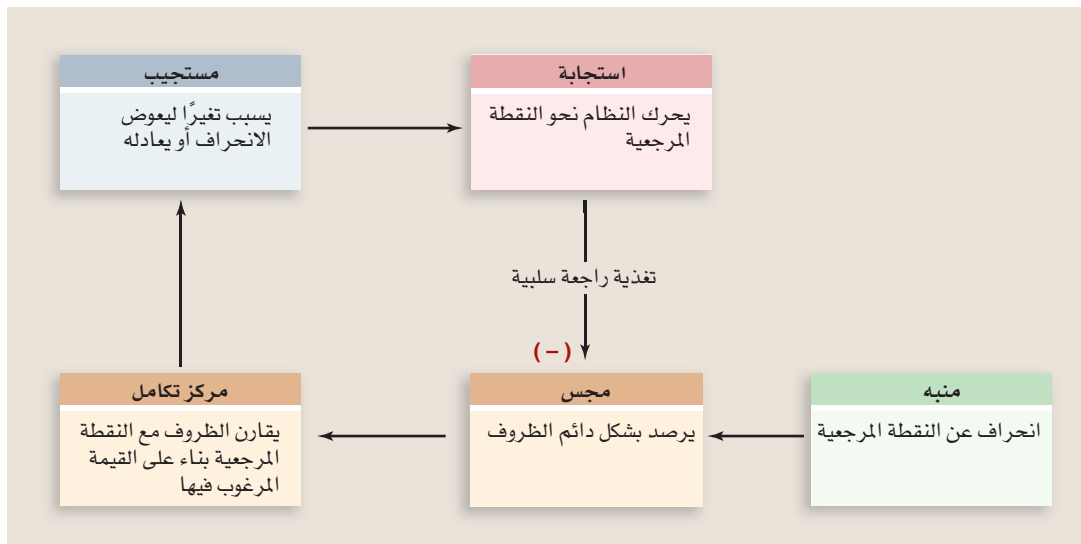 استجابة
يحرك النظام نحو النقطة
المرجعية
مستجيب
يسبب تغيرًا ليعوض
الانحراف أو يعادله
تغذية راجعة سلبية
(–)
منبه
انحراف عن النقطة المرجعية
مجس
يرصد بشكل دائم الظروف
مركز تكامل
يقارن الظروف مع النقطة
المرجعية بناء على القيمة
المرغوب فيها